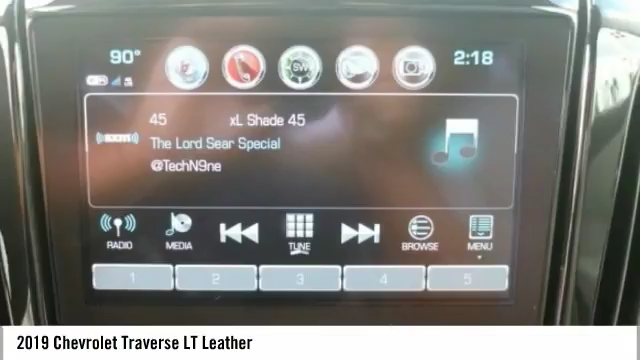 90° 2:18
45 xL Shade 45
The Lord Sear Special
@TechN9ne
RADIO MEDIA TUNE BROWSE MENU
1 2 3 4 5
2019 Chevrolet Traverse LT Leather